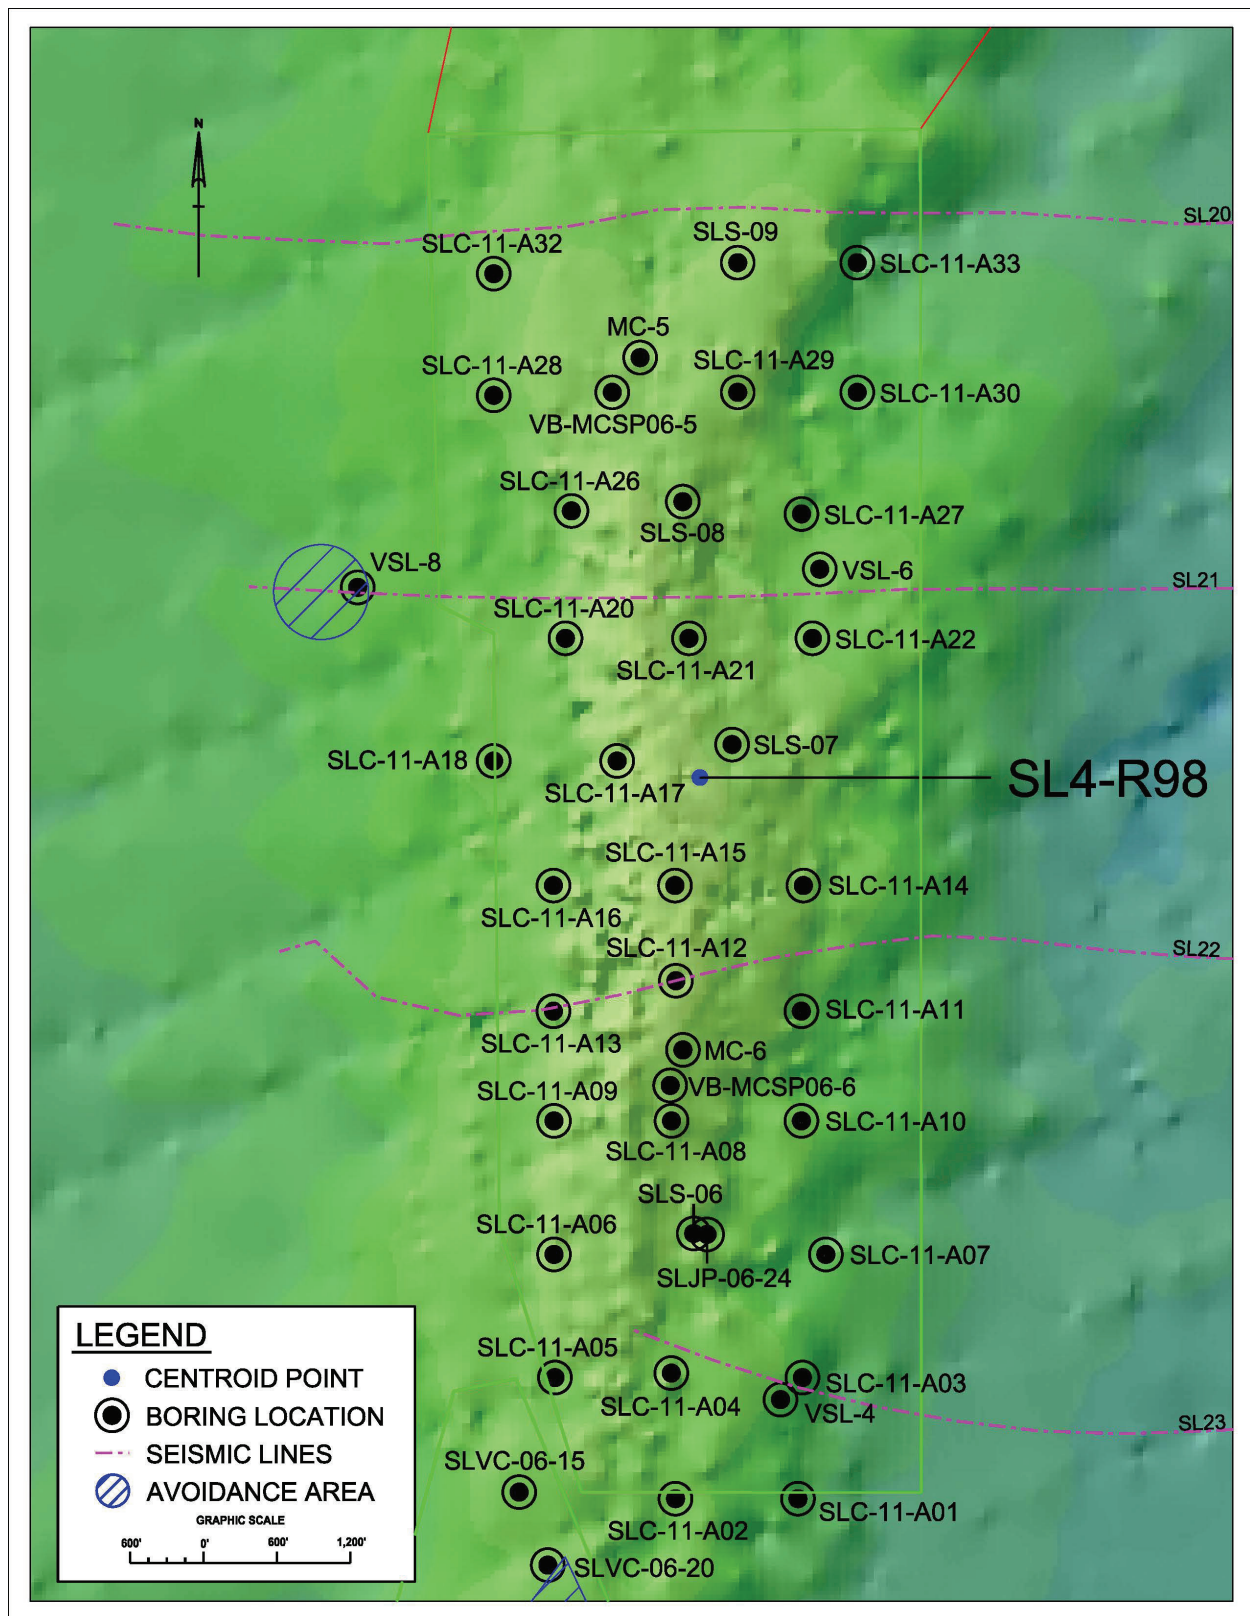 N
SL20
SLS-09
SLC-11-A32
SLC-11-A33
MC-5
SLC-11-A28
SLC-11-A29
SLC-11-A30
VB-MCSP06-5
SLC-11-A26
SLC-11-A27
SLS-08
VSL-8
VSL-6
SL21
SLC-11-A20
SLC-11-A22
SLC-11-A21
SLS-07
SLC-11-A18
SL4-R98
SLC-11-A17
SLC-11-A15
SLC-11-A14
SLC-11-A16
SLC-11-A12
SL22
SLC-11-A11
SLC-11-A13
MC-6
VB-MCSP06-6
SLC-11-A09
SLC-11-A10
SLC-11-A08
SLS-06
SLC-11-A06
SLC-11-A07
SLJP-06-24
SLC-11-A05
SLC-11-A03
SLC-11-A04
VSL-4
SL23
SLVC-06-15
SLC-11-A01
SLC-11-A02
SLVC-06-20
LEGEND
CENTROID POINT
BORING LOCATION
SEISMIC LINES
AVOIDANCE AREA
GRAPHIC SCALE
600' 0' 600' 1,200'